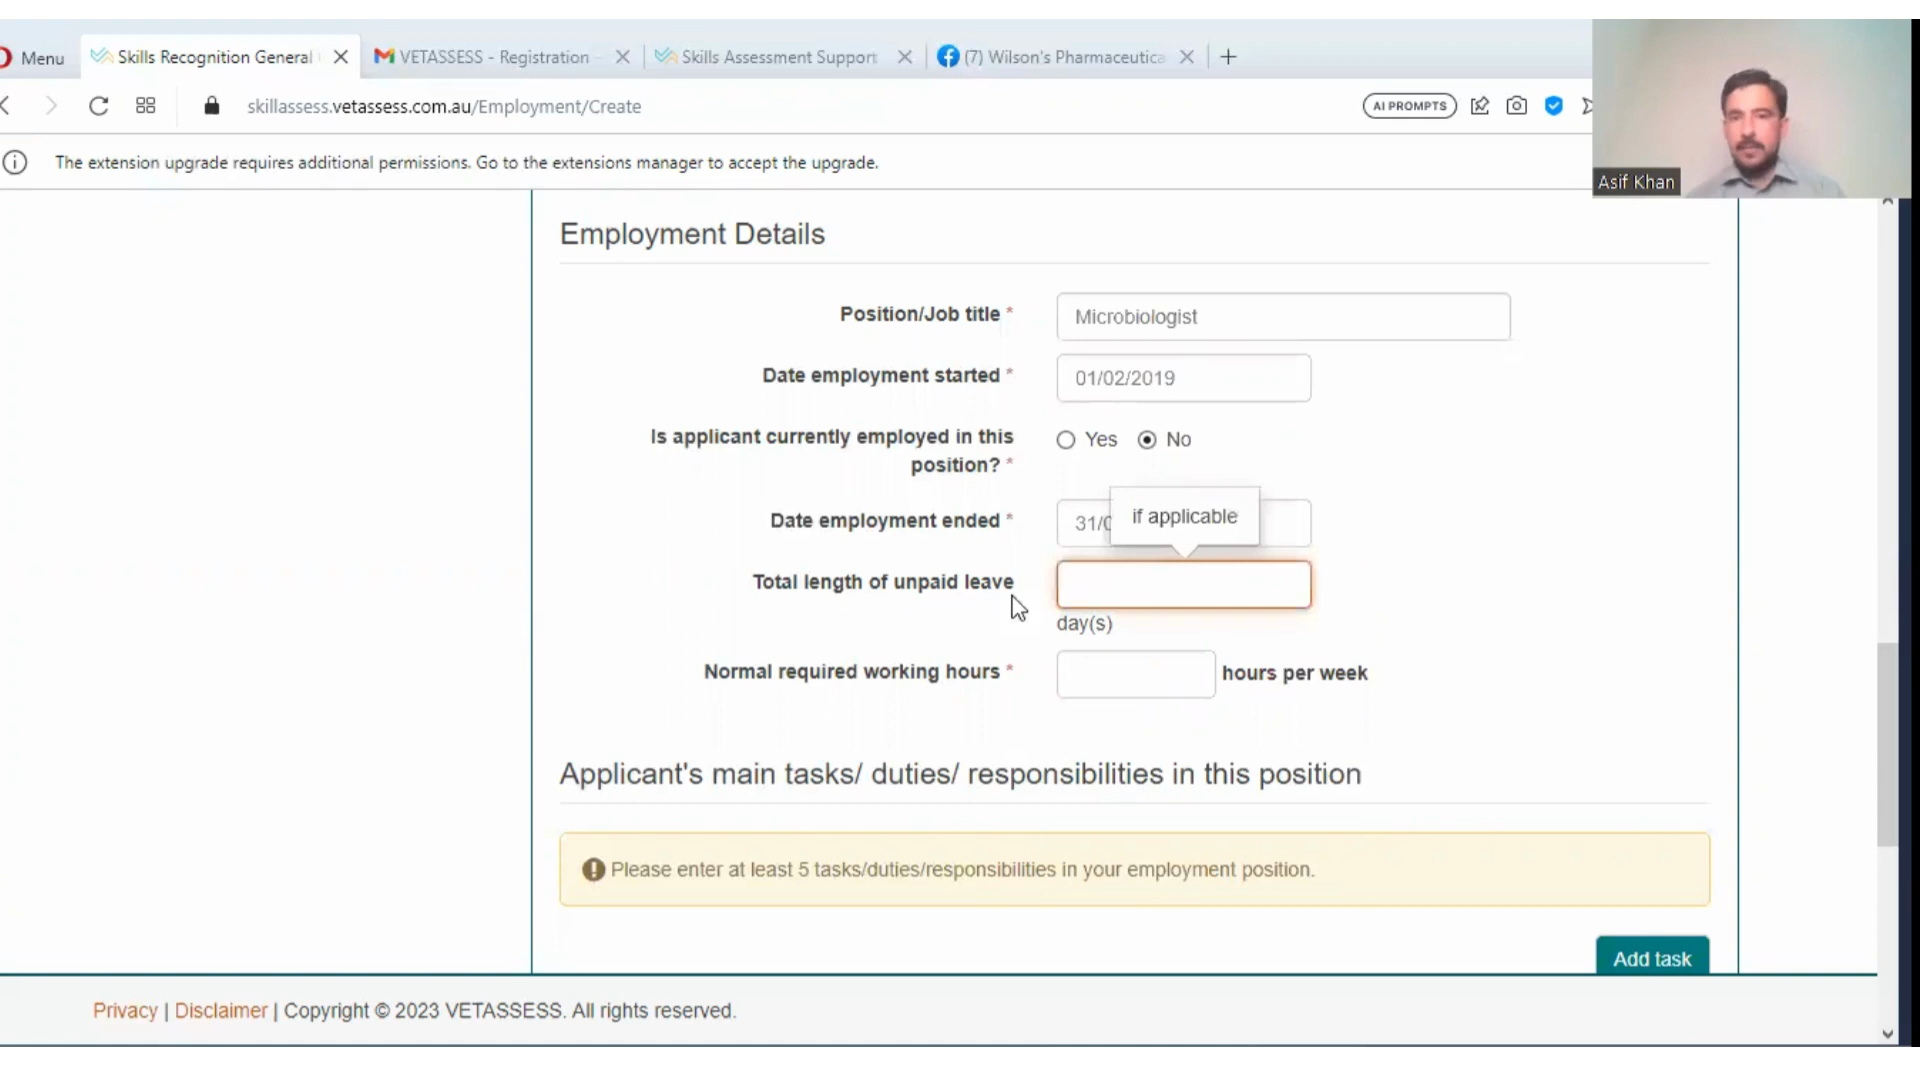 Menu
Skills Recognition General
VETASSESS - Registration -
Skills Assessment Support
(7) Wilson's Pharmaceutica
skillassess.vetassess.com.au/Employment/Create
AI PROMPTS
The extension upgrade requires additional permissions. Go to the extensions manager to accept the upgrade.
Asif Khan
Employment Details
Position/Job title *
Microbiologist
Date employment started *
01/02/2019
Is applicant currently employed in this
position? *
Yes
No
Date employment ended *
31/0
if applicable
Total length of unpaid leave
day(s)
Normal required working hours *
hours per week
Applicant's main tasks/ duties/ responsibilities in this position
Please enter at least 5 tasks/duties/responsibilities in your employment position.
Add task
Privacy | Disclaimer | Copyright © 2023 VETASSESS. All rights reserved.